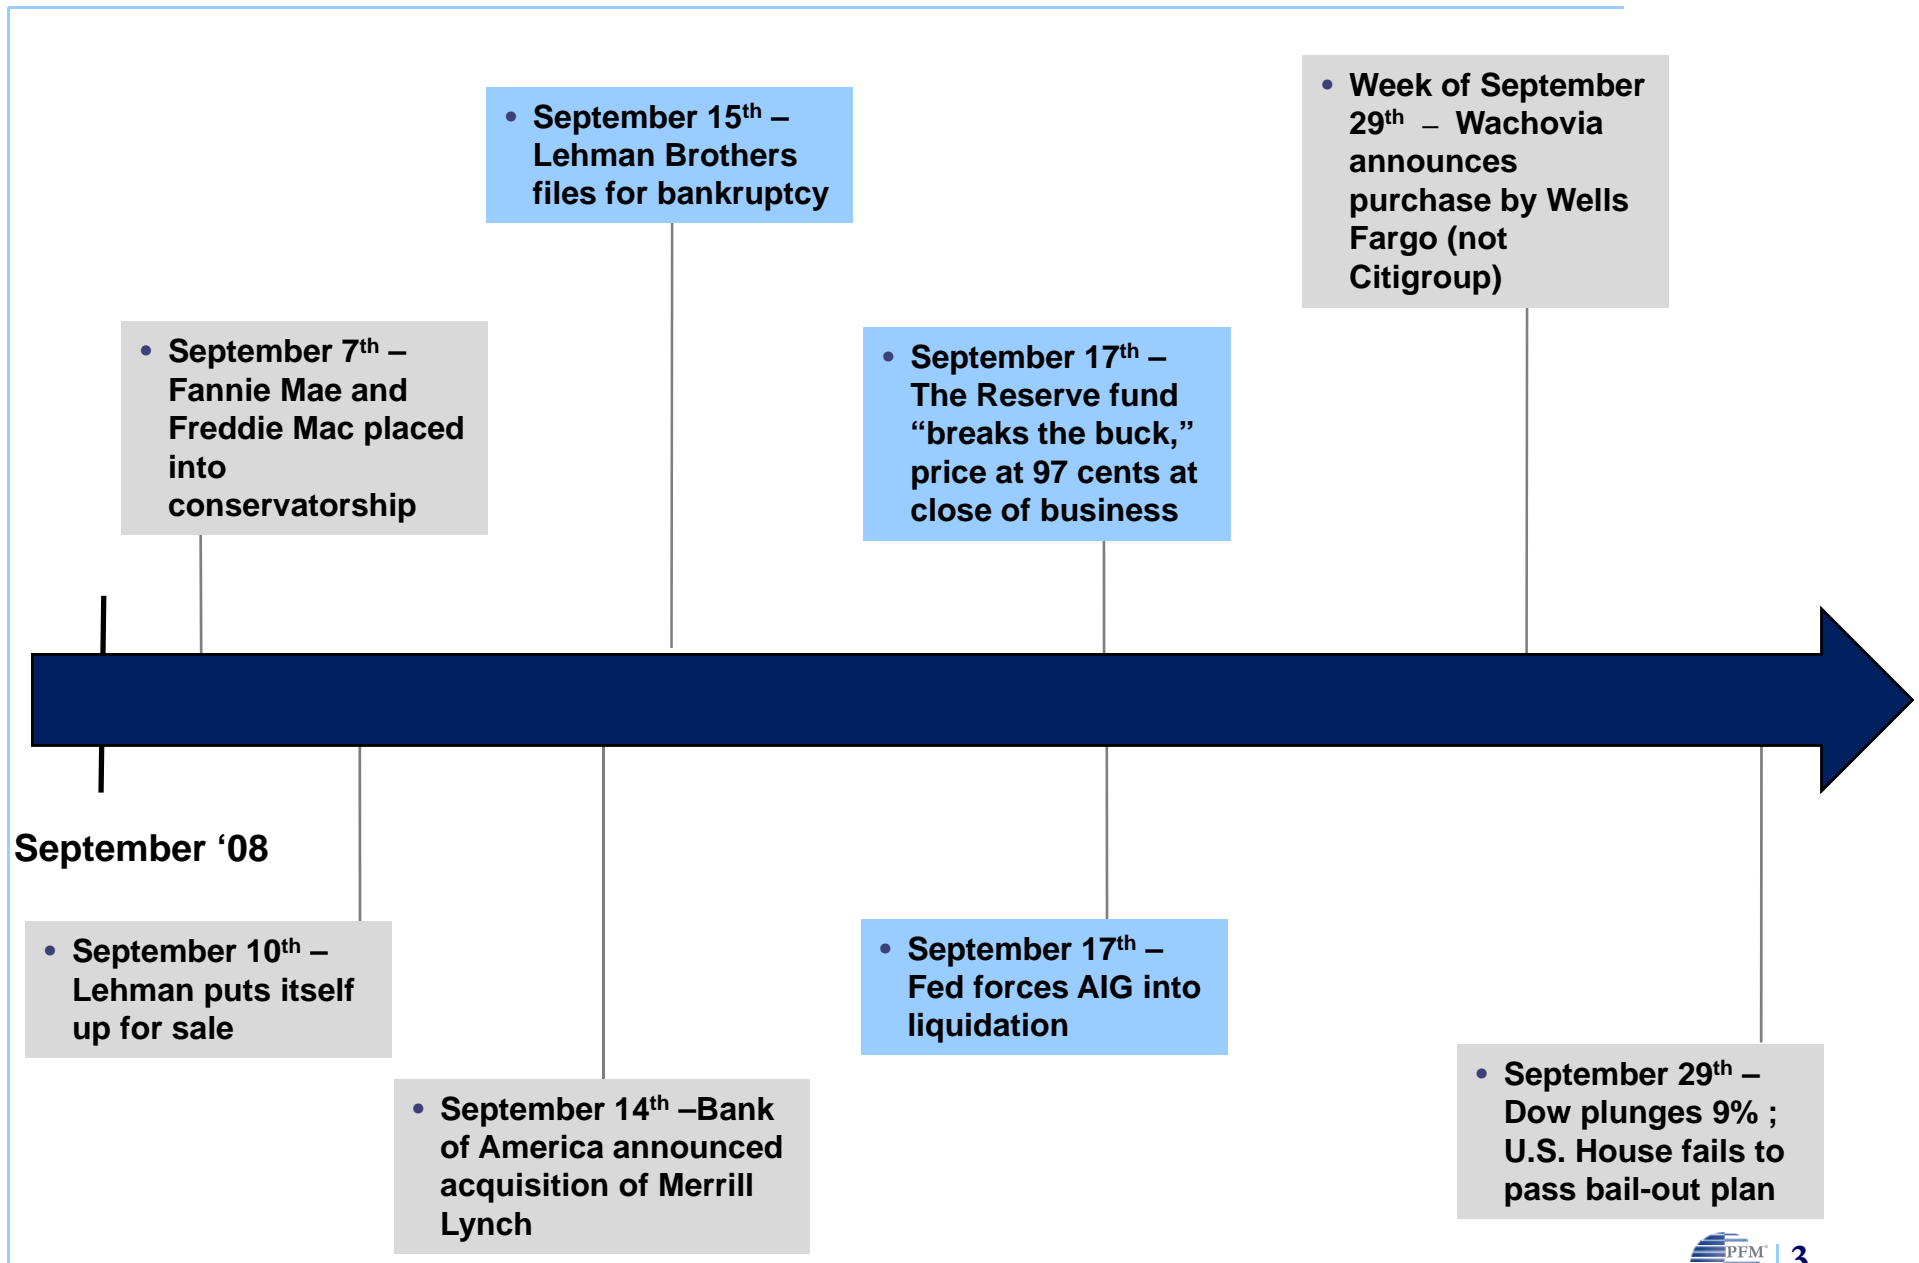 • September 7th –
Fannie Mae and
Freddie Mac placed
into
conservatorship
• September 15th –
Lehman Brothers
files for bankruptcy
• September 17th –
The Reserve fund
“breaks the buck,”
price at 97 cents at
close of business
• Week of September
29th – Wachovia
announces
purchase by Wells
Fargo (not
Citigroup)
September ‘08
• September 10th –
Lehman puts itself
up for sale
• September 14th –Bank
of America announced
acquisition of Merrill
Lynch
• September 17th –
Fed forces AIG into
liquidation
• September 29th –
Dow plunges 9% ;
U.S. House fails to
pass bail-out plan
PFM | 3